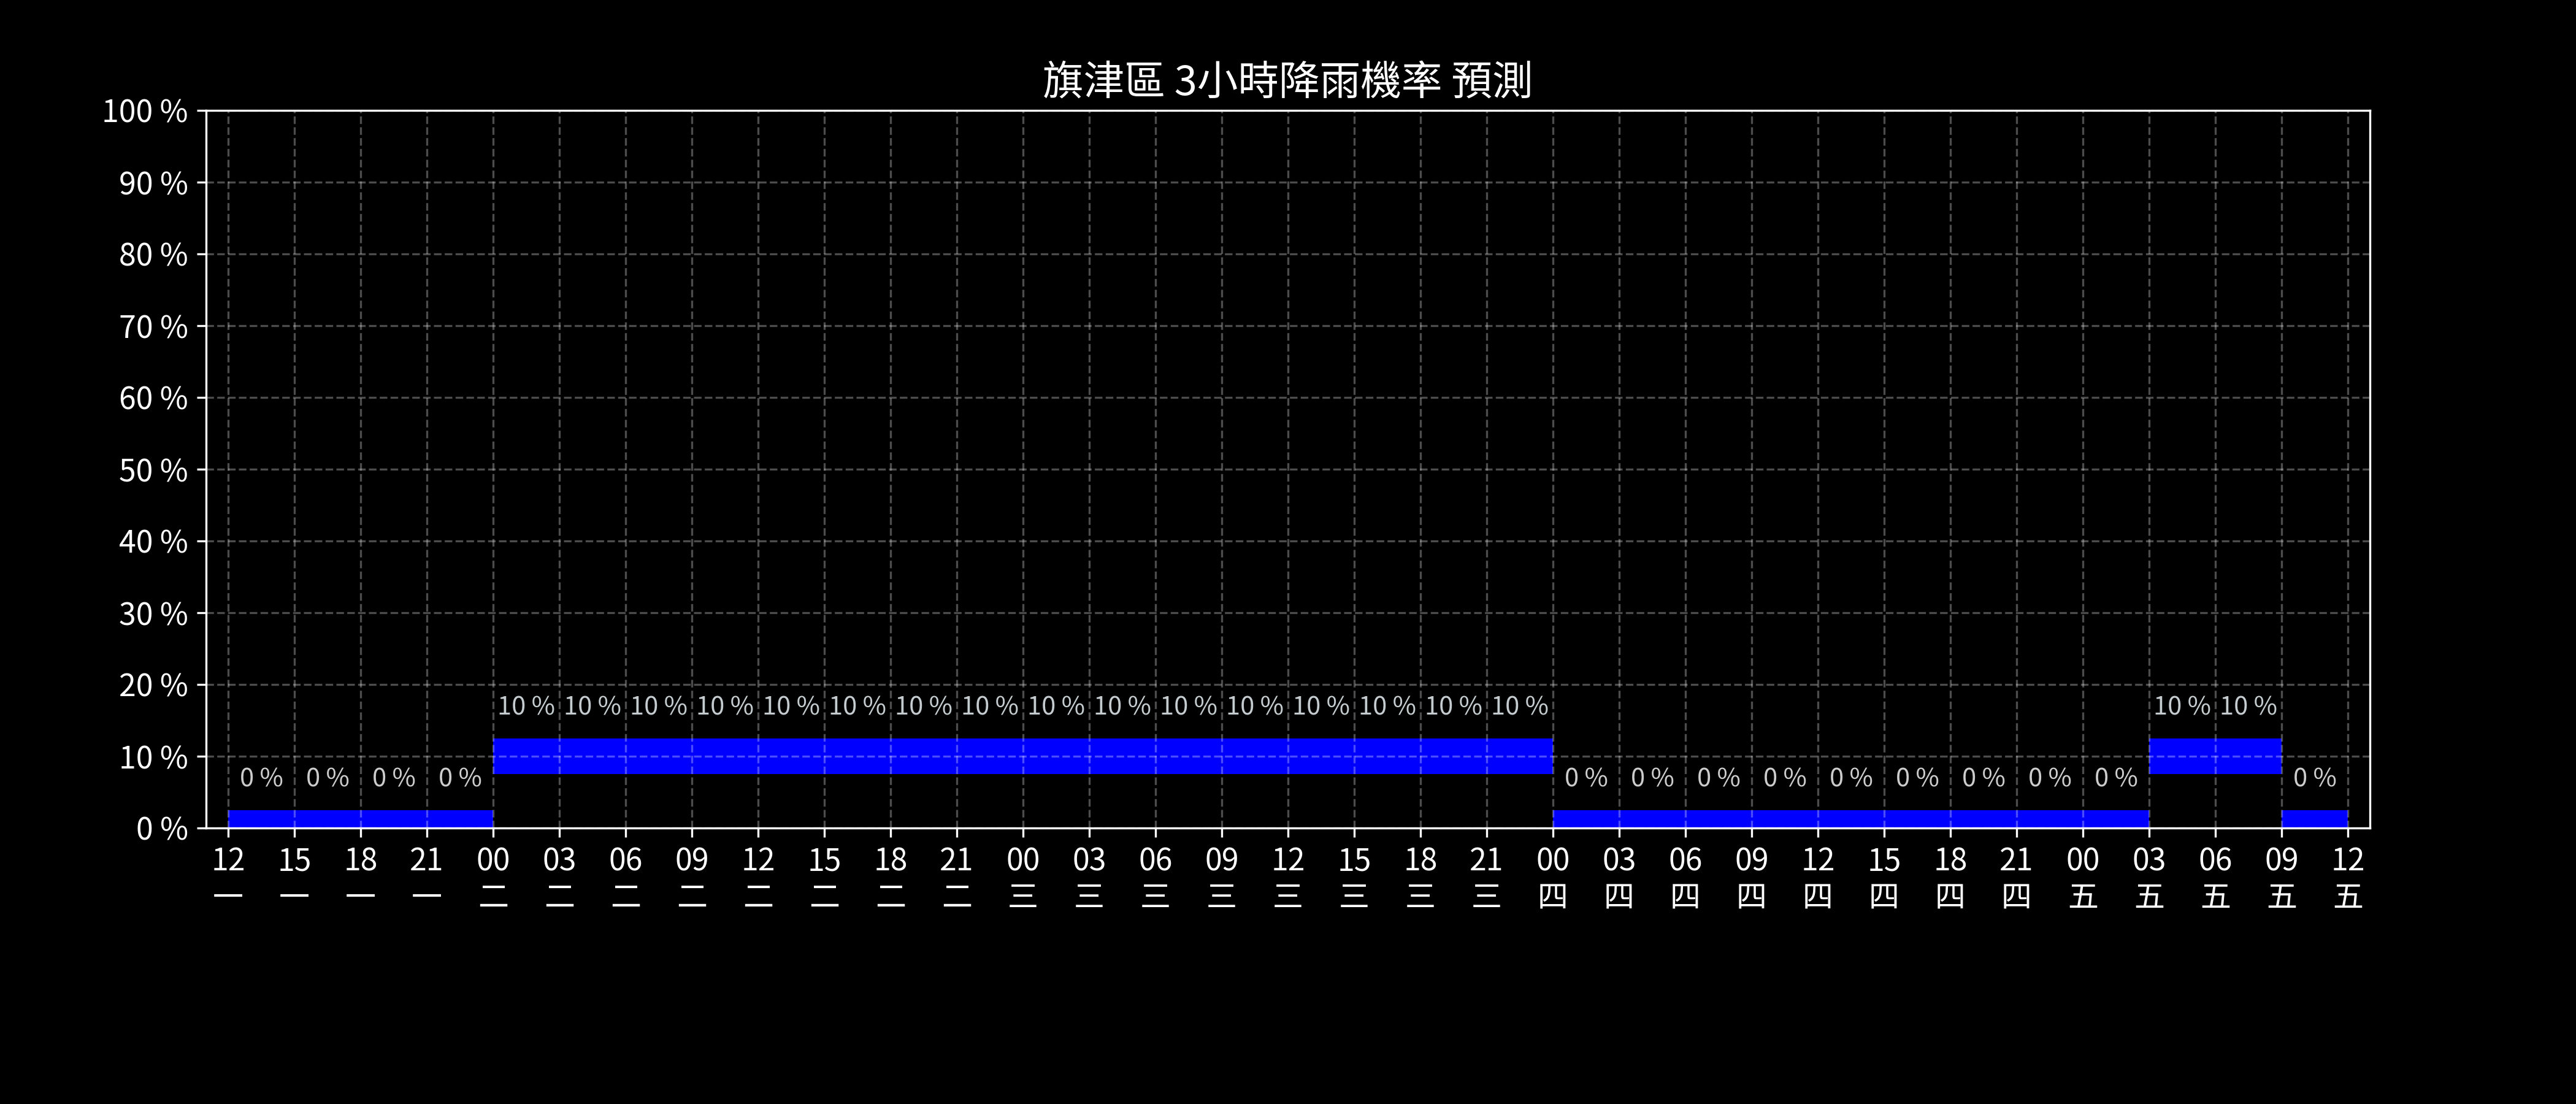 旗津區 3小時降雨機率 預測
100 %
90 %
80 %
70 %
60 %
50 %
40 %
30 %
20 %
10 %
0 %
10 % 10 % 10 % 10 % 10 % 10 % 10 % 10 % 10 % 10 % 10 % 10 % 10 % 10 % 10 % 10 % 10 % 10 %
0 % 0 % 0 % 0 % 0 % 0 % 0 % 0 % 0 % 0 % 0 % 0 % 0 % 0 %
12 15 18 21 00 03 06 09 12 15 18 21 00 03 06 09 12 15 18 21 00 03 06 09 12 15 18 21 00 03 06 09 12
一 一 一 一 二 二 二 二 二 二 二 二 三 三 三 三 三 三 三 三 四 四 四 四 四 四 四 四 五 五 五 五 五